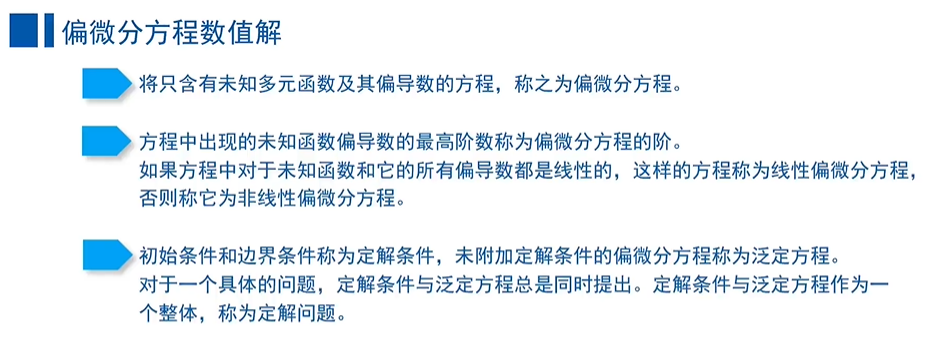 偏微分方程数值解
将只含有未知多元函数及其偏导数的方程，称之为偏微分方程。
方程中出现的未知函数偏导数的最高阶数称为偏微分方程的阶。
如果方程中对于未知函数和它的所有偏导数都是线性的，这样的方程称为线性偏微分方程，
否则称它为非线性偏微分方程。
初始条件和边界条件称为定解条件，未附加定解条件的偏微分方程称为泛定方程。
对于一个具体的问题，定解条件与泛定方程总是同时提出。定解条件与泛定方程作为一
个整体，称为定解问题。